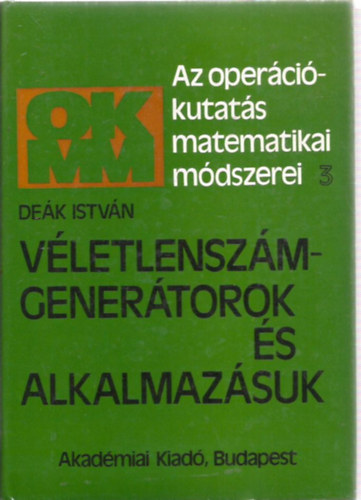 OK
MM
Az operáció-
kutatás
matematikai
módszerei 3
DEÁK ISTVÁN
VÉLETLENSZÁM-
GENERÁTOROK
ÉS
ALKALMAZÁSUK
Akadémiai Kiadó, Budapest